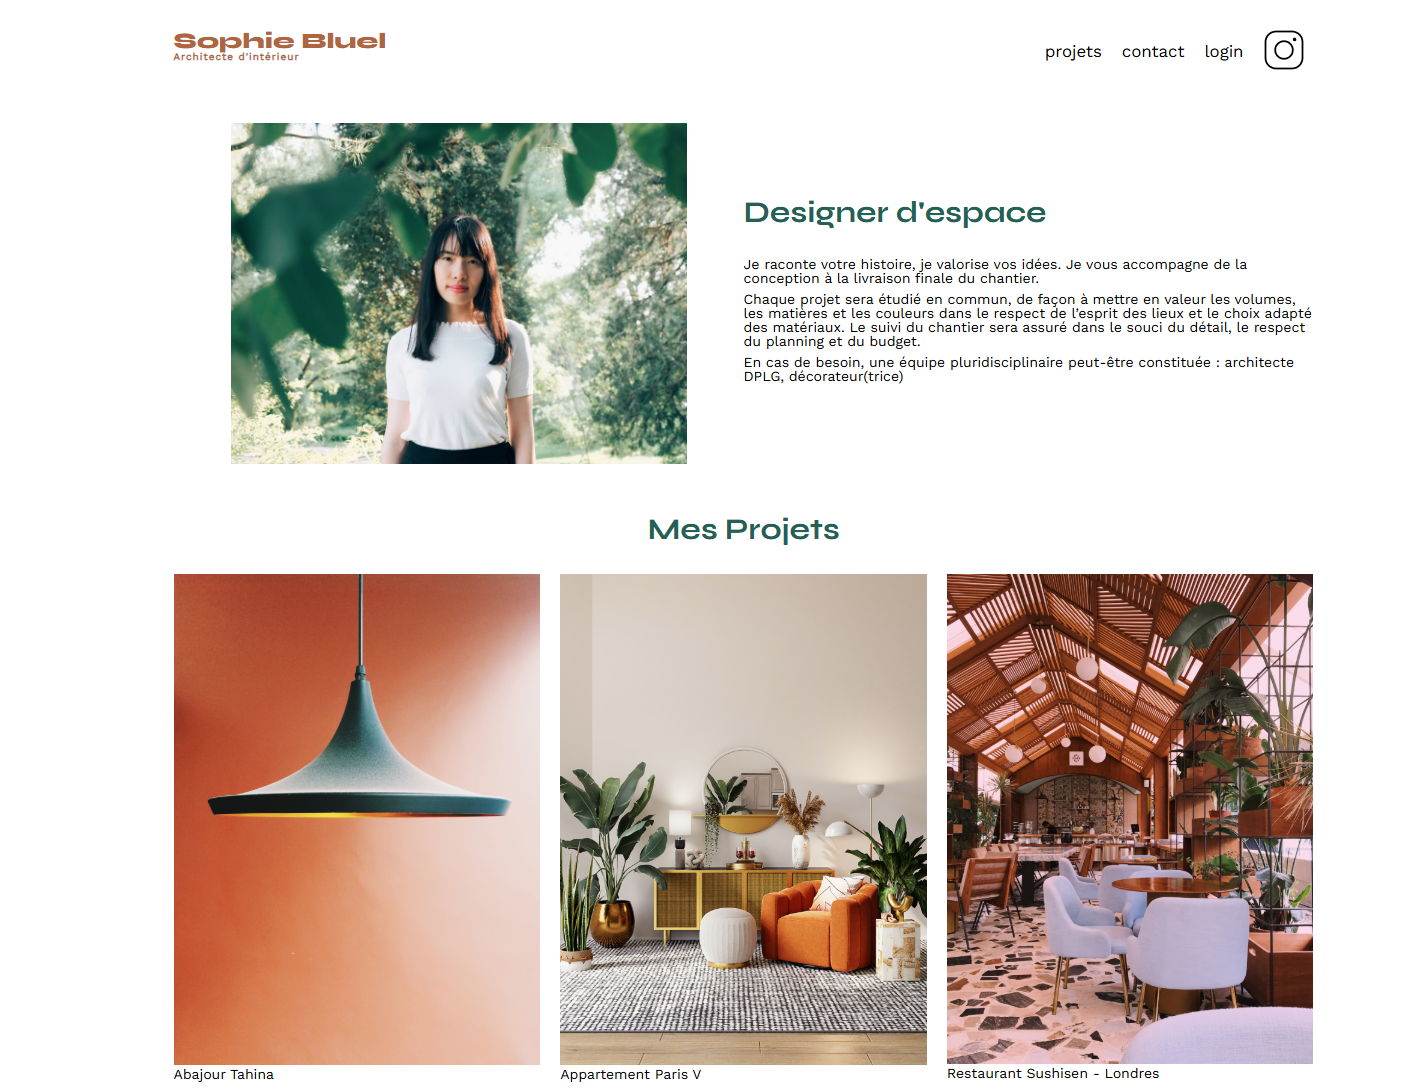 Sophie Bluel
Architecte d'intérieur
projets contact login
Designer d'espace
Je raconte votre histoire, je valorise vos idées. Je vous accompagne de la
conception à la livraison finale du chantier.
Chaque projet sera étudié en commun, de façon à mettre en valeur les volumes,
les matières et les couleurs dans le respect de l’esprit des lieux et le choix adapté
des matériaux. Le suivi du chantier sera assuré dans le souci du détail, le respect
du planning et du budget.
En cas de besoin, une équipe pluridisciplinaire peut-être constituée : architecte
DPLG, décorateur(trice)
Mes Projets
Abajour Tahina
Appartement Paris V
Restaurant Sushisen - Londres